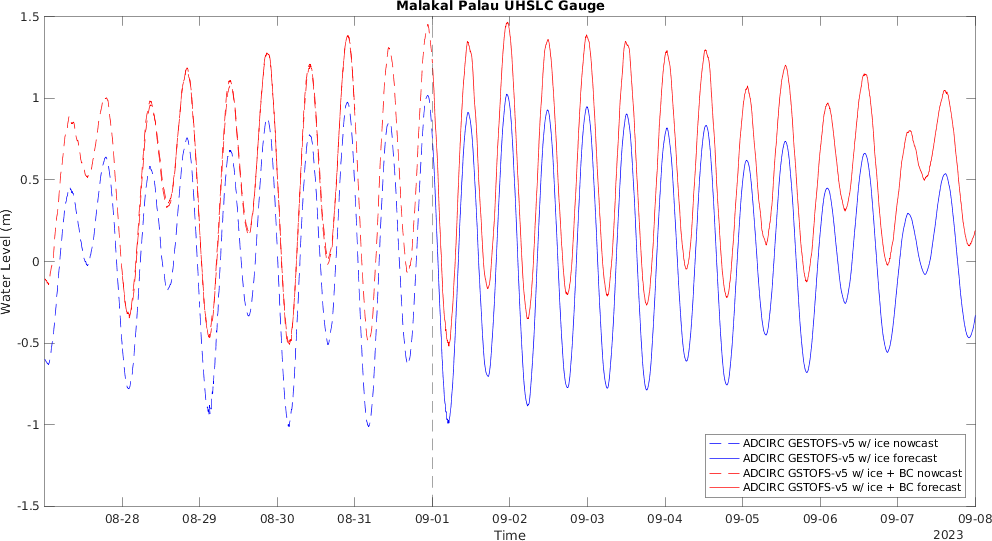 Malakal Palau UHSLC Gauge
1.5
1
0.5
0
-0.5
-1
-1.5
Water Level (m)
08-28
08-29
08-30
08-31
09-01
09-02
09-03
09-04
09-05
09-06
09-07
09-08
Time
2023
ADCIRC GESTOFS-v5 w/ ice nowcast
ADCIRC GESTOFS-v5 w/ ice forecast
ADCIRC GSTOFS-v5 w/ ice + BC nowcast
ADCIRC GSTOFS-v5 w/ ice + BC forecast